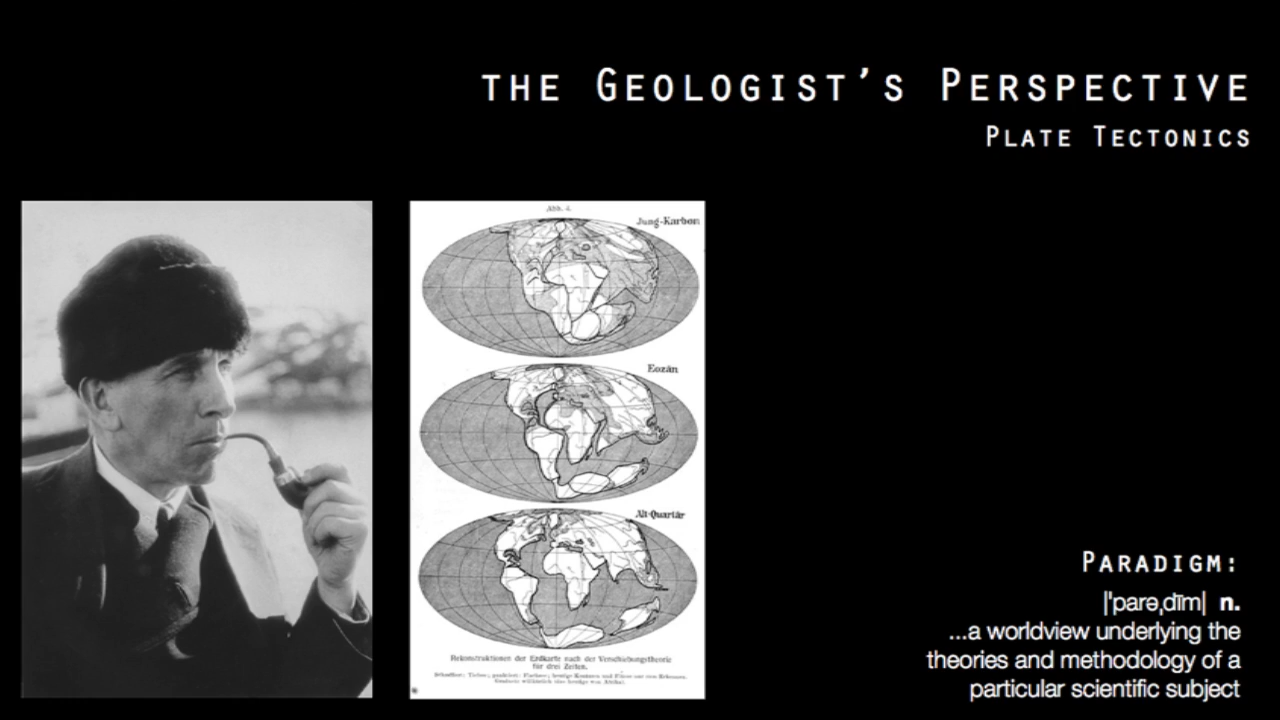 THE GEOLOGIST'S PERSPECTIVE
PLATE TECTONICS
Abb. 4.
Jung-Karbon
Eozän
Alt-Quartär
Rekonstruktionen der Erdkarte nach der Verschiebungstheorie
für drei Zeiten.
PARADIGM:
|ˈparəˌdīm| n.
...a worldview underlying the
theories and methodology of a
particular scientific subject